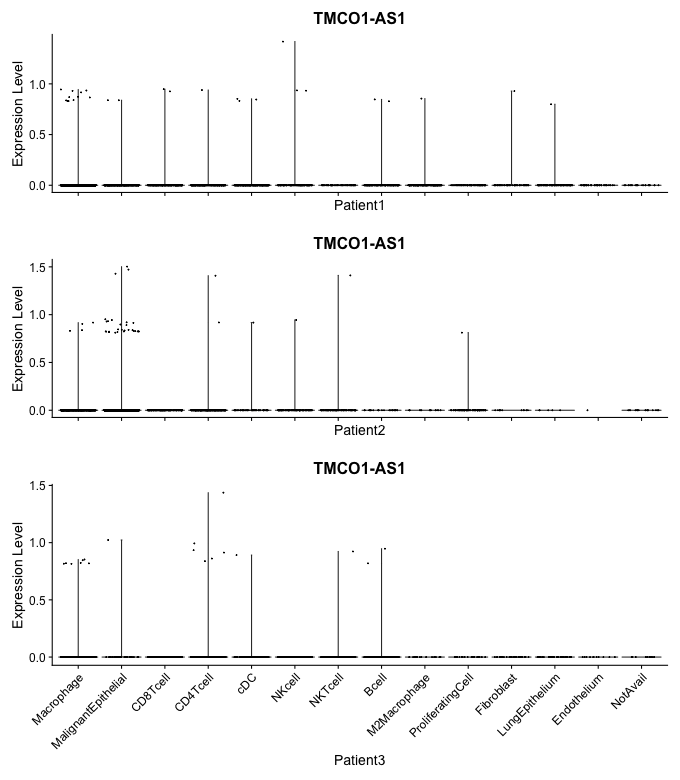 TMCO1-AS1
Expression Level
1.0
0.5
0.0
Patient1
TMCO1-AS1
Expression Level
1.5
1.0
0.5
0.0
Patient2
TMCO1-AS1
Expression Level
1.5
1.0
0.5
0.0
Macrophage
MalignantEpithelial
CD8Tcell
CD4Tcell
cDC
NKcell
NKTcell
Bcell
M2Macrophage
ProliferatingCell
Fibroblast
LungEpithelium
Endothelium
NotAvail
Patient3